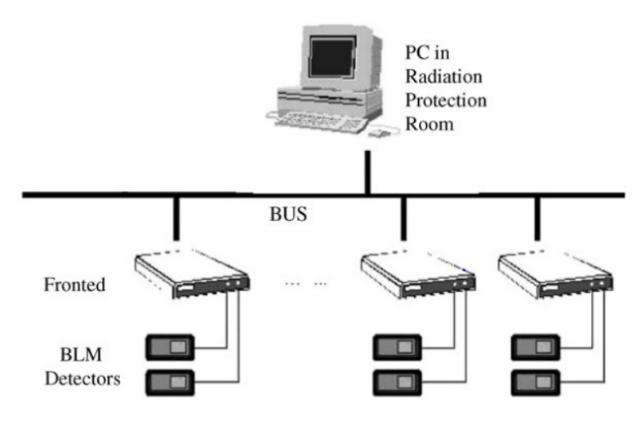 PC in
Radiation
Protection
Room
BUS
Fronted
... ...
BLM
Detectors